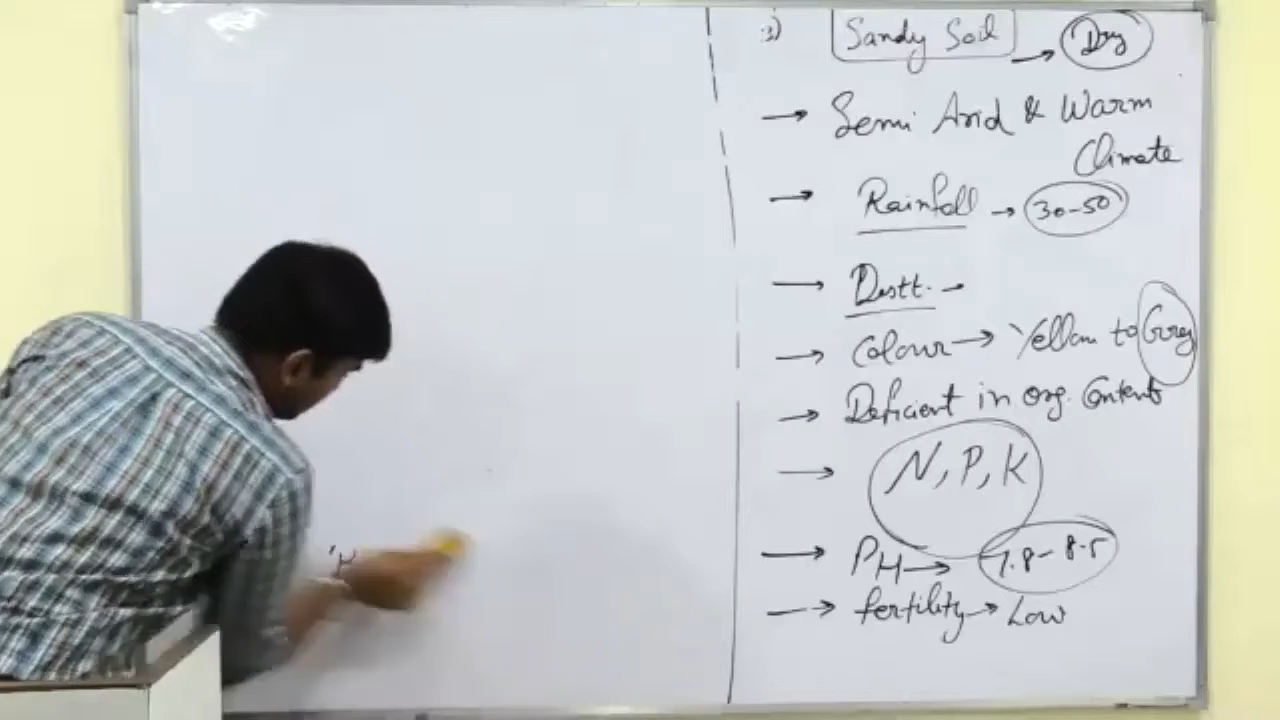 3) Sandy Soil → Dry
→ Semi Arid & Warm
Climate
→ Rainfall → 30-50
→ Distt. →
→ Colour → Yellow to Grey
→ Deficient in Org. Contents
→ N, P, K
→ PH → 7.8 - 8.5
→ fertility → Low